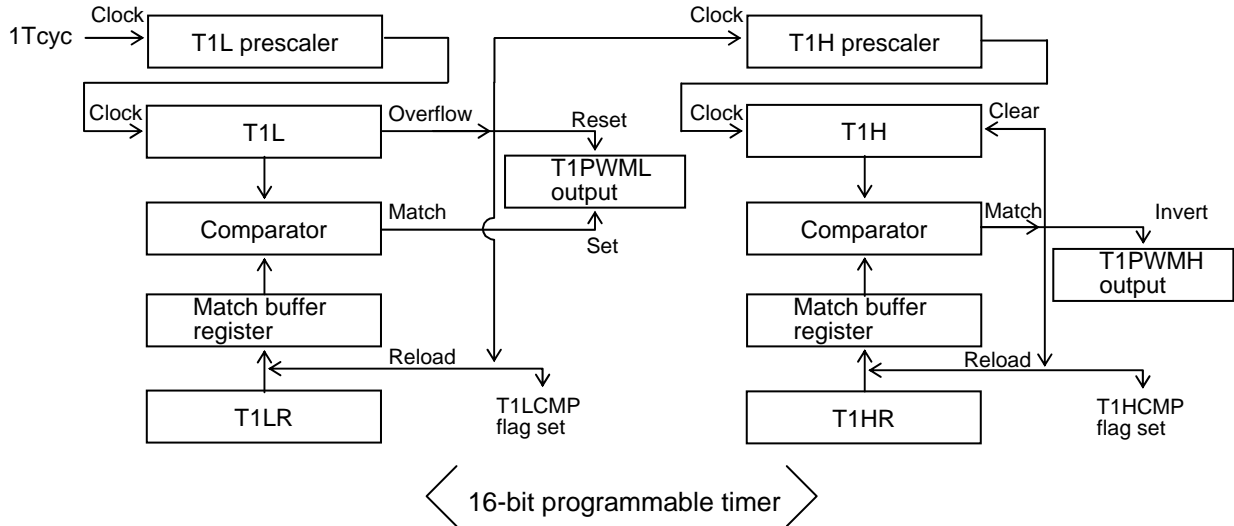 Clock
1Tcyc
T1L prescaler
Clock
T1H prescaler
Clock
T1L
Overflow
Reset
Clock
T1H
Clear
T1PWML
output
Comparator
Match
Set
Comparator
Match
Invert
T1PWMH
output
Match buffer
register
Match buffer
register
Reload
Reload
T1LR
T1LCMP
flag set
T1HR
T1HCMP
flag set
16-bit programmable timer